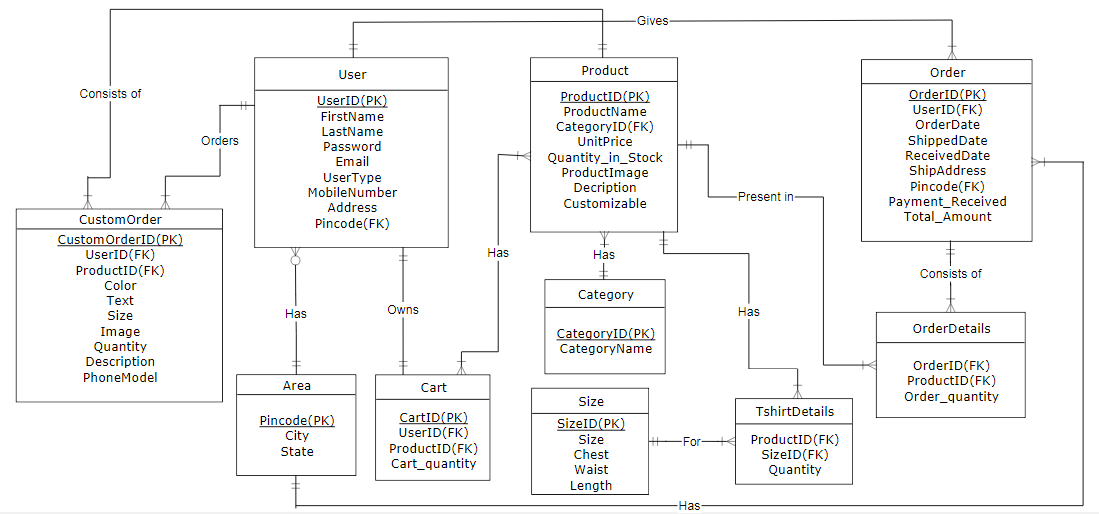 Gives
Consists of
User
UserID(PK)
FirstName
LastName
Password
Email
UserType
MobileNumber
Address
Pincode(FK)
Product
ProductID(PK)
ProductName
CategoryID(FK)
UnitPrice
Quantity_in_Stock
ProductImage
Decription
Customizable
Order
OrderID(PK)
UserID(FK)
OrderDate
ShippedDate
ReceivedDate
ShipAddress
Pincode(FK)
Payment_Received
Total_Amount
Orders
Present in
CustomOrder
CustomOrderID(PK)
UserID(FK)
ProductID(FK)
Color
Text
Size
Image
Quantity
Description
PhoneModel
Has
Owns
Has
Has
Has
Consists of
Category
CategoryID(PK)
CategoryName
OrderDetails
OrderID(FK)
ProductID(FK)
Order_quantity
Area
Pincode(PK)
City
State
Cart
CartID(PK)
UserID(FK)
ProductID(FK)
Cart_quantity
Size
SizeID(PK)
Size
Chest
Waist
Length
For
TshirtDetails
ProductID(FK)
SizeID(FK)
Quantity
Has